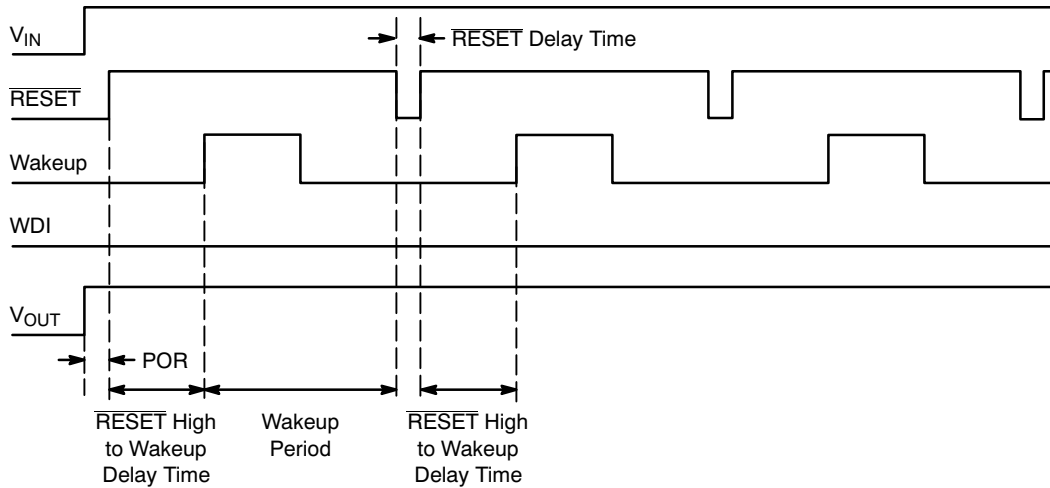 V_IN
RESET Delay Time
RESET
Wakeup
WDI
V_OUT
POR
RESET High
to Wakeup
Delay Time
Wakeup
Period
RESET High
to Wakeup
Delay Time